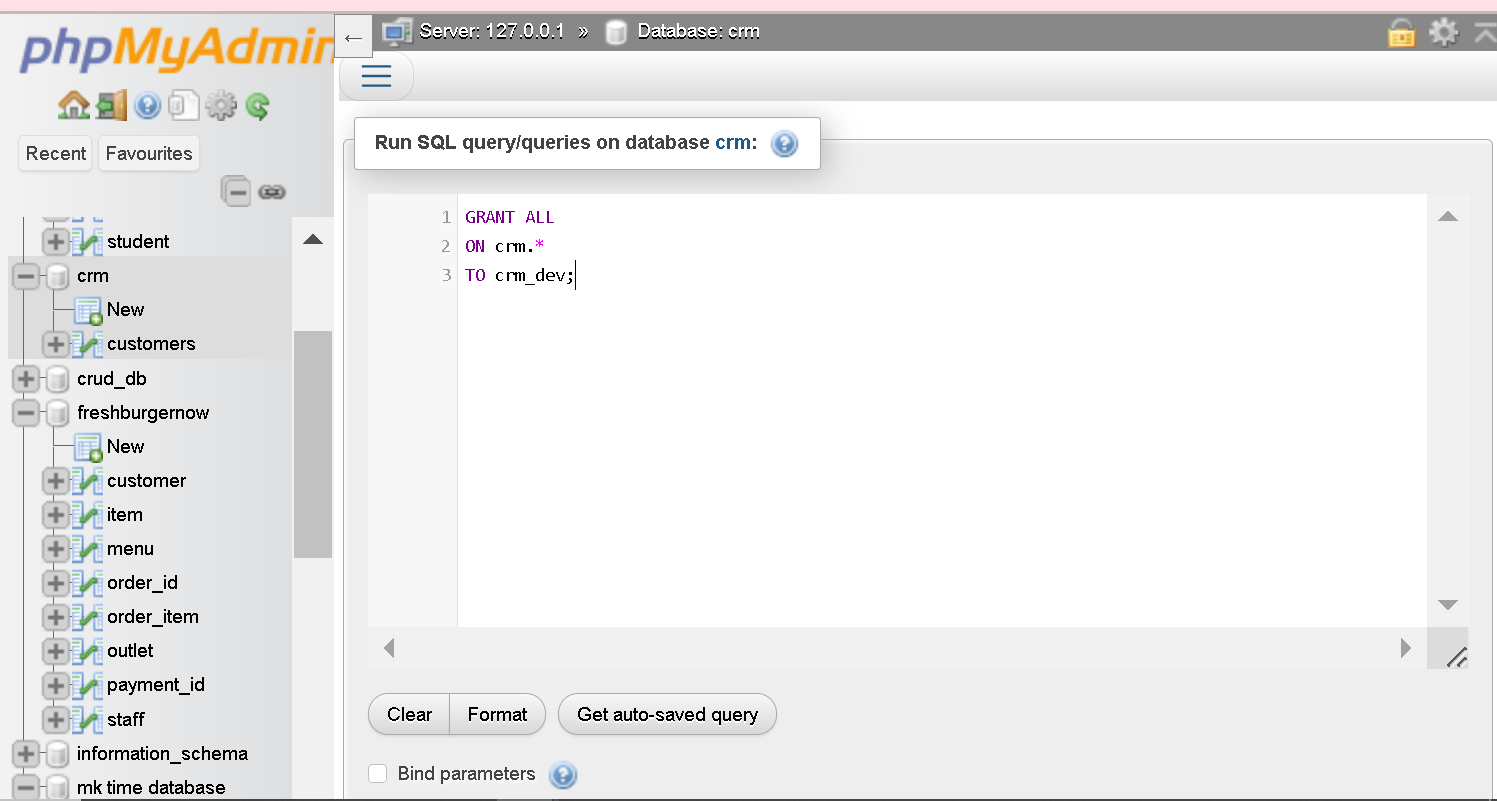 phpMyAdmin
Recent
Favourites
student
crm
New
customers
crud_db
freshburgernow
New
customer
item
menu
order_id
order_item
outlet
payment_id
staff
information_schema
mk time database
← Server: 127.0.0.1 » Database: crm
Run SQL query/queries on database crm:
1 GRANT ALL
2 ON crm.*
3 TO crm_dev;
Clear
Format
Get auto-saved query
Bind parameters